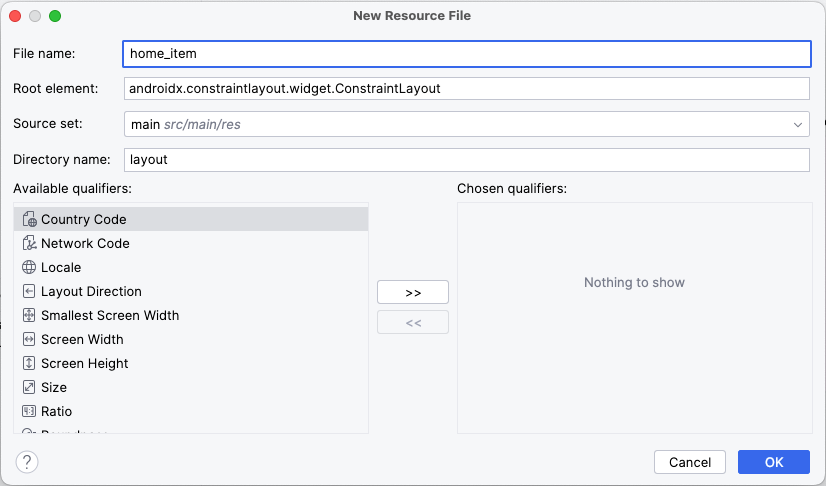 New Resource File
File name: home_item
Root element: androidx.constraintlayout.widget.ConstraintLayout
Source set: main src/main/res
Directory name: layout
Available qualifiers:
Country Code
Network Code
Locale
Layout Direction
Smallest Screen Width
Screen Width
Screen Height
Size
Ratio
>>
<<
Chosen qualifiers:
Nothing to show
?
Cancel
OK